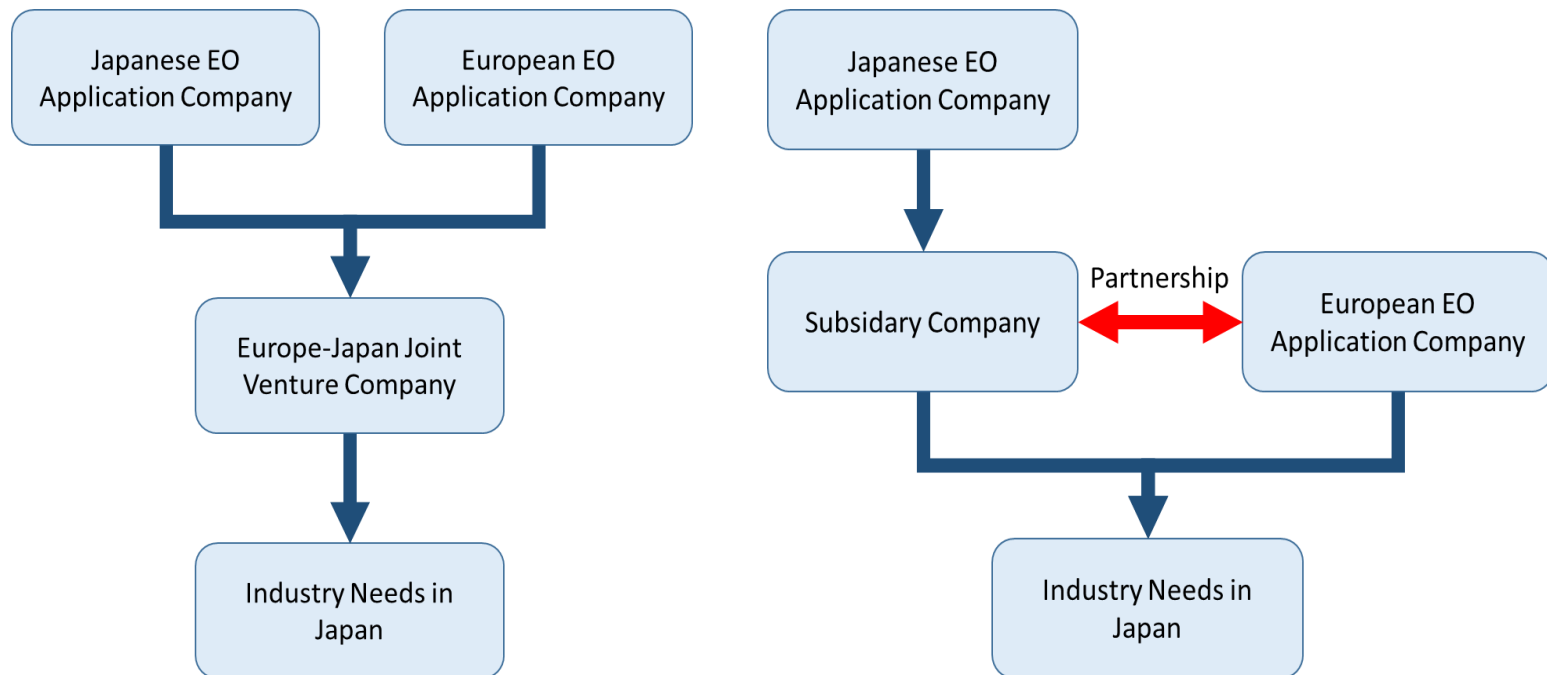 Japanese EO
Application Company
European EO
Application Company
Europe-Japan Joint
Venture Company
Industry Needs in
Japan
Japanese EO
Application Company
Subsidary Company
Partnership
European EO
Application Company
Industry Needs in
Japan